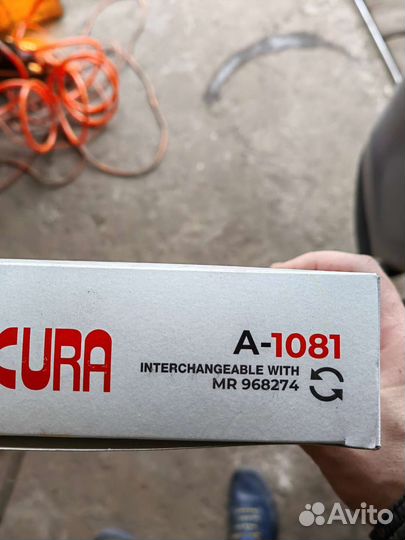 CURA
A-1081
INTERCHANGEABLE WITH
MR 968274
Avito